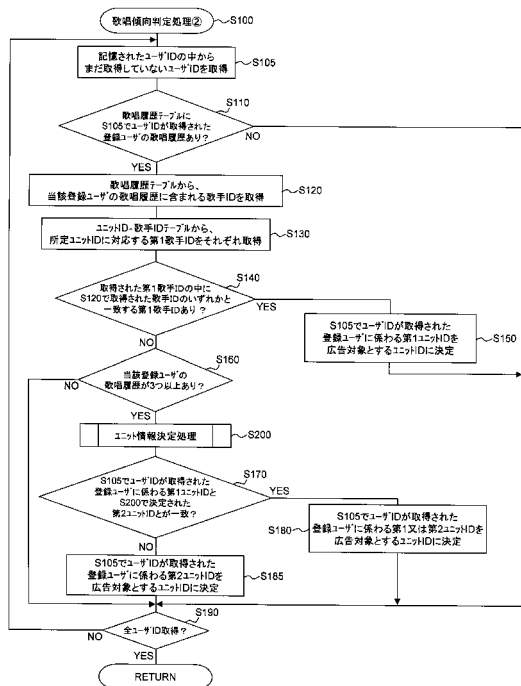 歌唱傾向判定処理②
S100
記憶されたユーザIDの中から
まだ取得していないユーザIDを取得
S105
S110
歌唱履歴テーブルに
S105でユーザIDが取得された
登録ユーザの歌唱履歴あり?
NO
YES
歌唱履歴テーブルから、
当該登録ユーザの歌唱履歴に含まれる歌手IDを取得
S120
ユニットID-歌手IDテーブルから、
所定ユニットIDに対応する第1歌手IDをそれぞれ取得
S130
S140
取得された第1歌手IDの中に
S120で取得された歌手IDのいずれかと
一致する第1歌手IDあり?
YES
NO
S105でユーザIDが取得された
登録ユーザに係わる第1ユニットIDを
広告対象とするユニットIDに決定
S150
S160
当該登録ユーザの
歌唱履歴が3つ以上あり?
NO
YES
ユニット情報決定処理
S200
S170
S105でユーザIDが取得された
登録ユーザに係わる第1ユニットIDと
S200で決定された
第2ユニットIDとが一致?
YES
NO
S180
S105でユーザIDが取得された
登録ユーザに係わる第1又は第2ユニットIDを
広告対象とするユニットIDに決定
S105でユーザIDが取得された
登録ユーザに係わる第2ユニットIDを
広告対象とするユニットIDに決定
S185
S190
全ユーザID取得?
NO
YES
RETURN